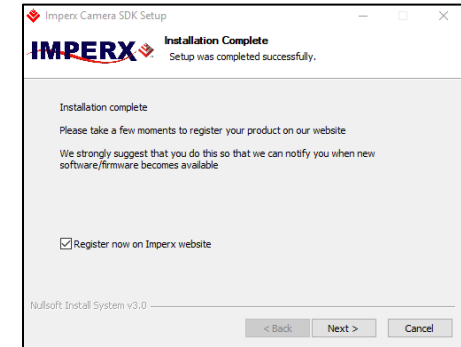 Imperx Camera SDK Setup
IMPERX
Installation Complete
Setup was completed successfully.
Installation complete
Please take a few moments to register your product on our website
We strongly suggest that you do this so that we can notify you when new
software/firmware becomes available
Register now on Imperx website
Nullsoft Install System v3.0
< Back Next > Cancel